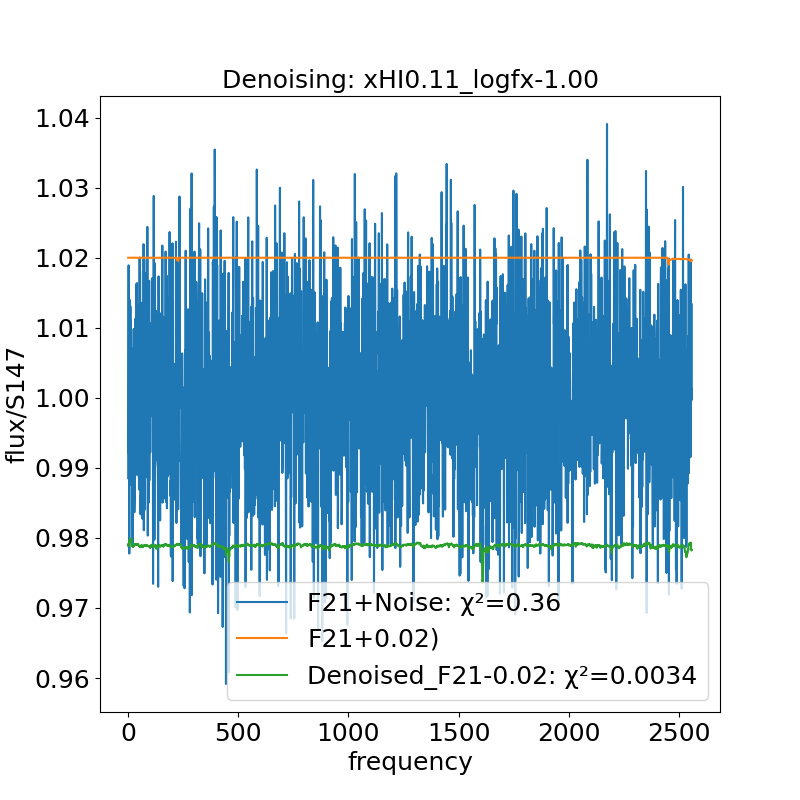 Denoising: xHI0.11_logfx-1.00
1.04
1.03
1.02
1.01
1.00
0.99
0.98
0.97
0.96
flux/S147
F21+Noise: χ²=0.36
F21+0.02)
Denoised_F21-0.02: χ²=0.0034
0 500 1000 1500 2000 2500
frequency